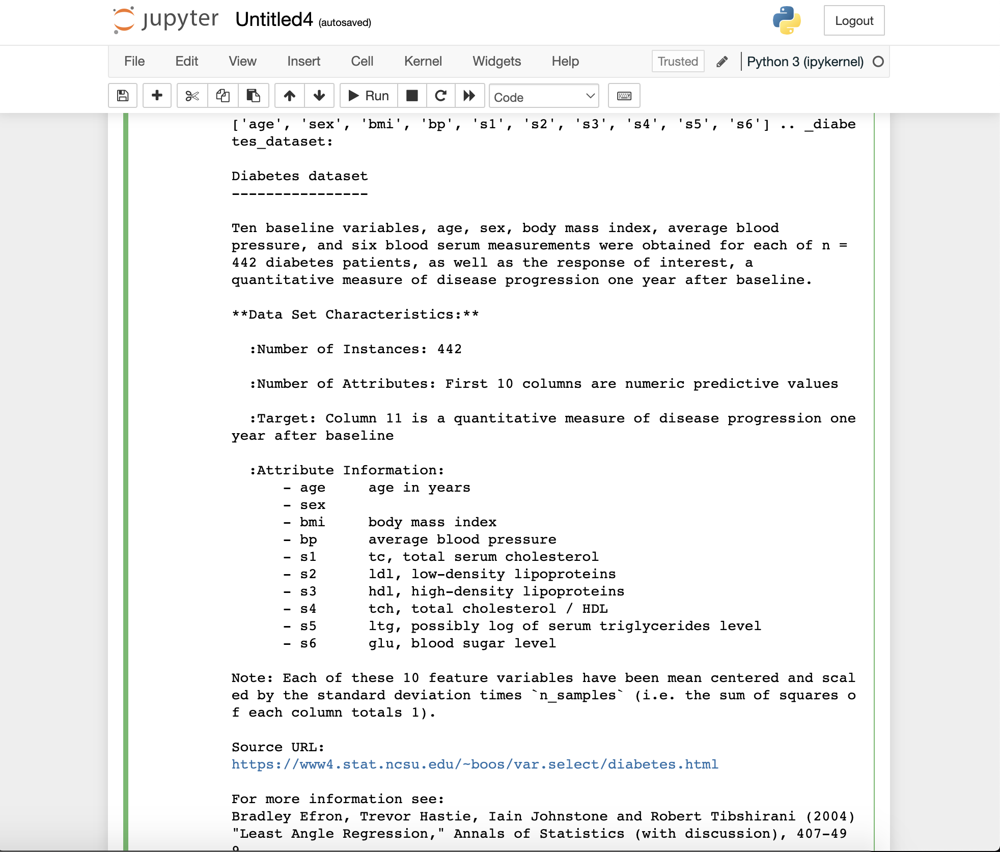 jupyter Untitled4 (autosaved) Logout
File Edit View Insert Cell Kernel Widgets Help Trusted Python 3 (ipykernel)
Run Code
['age', 'sex', 'bmi', 'bp', 's1', 's2', 's3', 's4', 's5', 's6'] .. _diabe
tes_dataset:
Diabetes dataset
----------------
Ten baseline variables, age, sex, body mass index, average blood
pressure, and six blood serum measurements were obtained for each of n =
442 diabetes patients, as well as the response of interest, a
quantitative measure of disease progression one year after baseline.
**Data Set Characteristics:**
:Number of Instances: 442
:Number of Attributes: First 10 columns are numeric predictive values
:Target: Column 11 is a quantitative measure of disease progression one
year after baseline
:Attribute Information:
- age age in years
- sex
- bmi body mass index
- bp average blood pressure
- s1 tc, total serum cholesterol
- s2 ldl, low-density lipoproteins
- s3 hdl, high-density lipoproteins
- s4 tch, total cholesterol / HDL
- s5 ltg, possibly log of serum triglycerides level
- s6 glu, blood sugar level
Note: Each of these 10 feature variables have been mean centered and scal
ed by the standard deviation times `n_samples` (i.e. the sum of squares o
f each column totals 1).
Source URL:
https://www4.stat.ncsu.edu/~boos/var.select/diabetes.html
For more information see:
Bradley Efron, Trevor Hastie, Iain Johnstone and Robert Tibshirani (2004)
"Least Angle Regression," Annals of Statistics (with discussion), 407-49